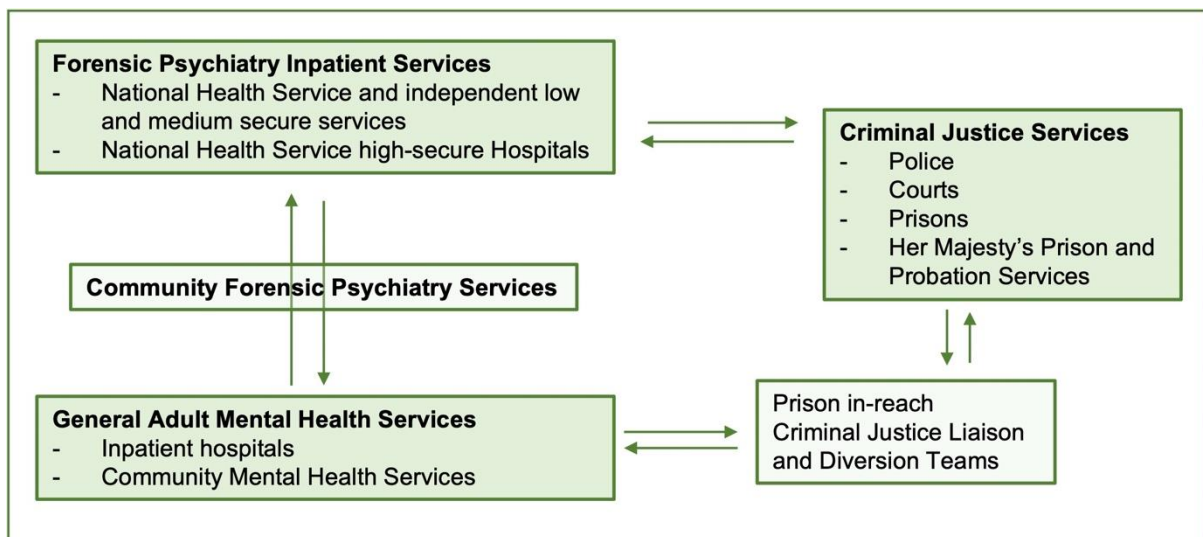 Forensic Psychiatry Inpatient Services
- National Health Service and independent low
and medium secure services
- National Health Service high-secure Hospitals
Criminal Justice Services
- Police
- Courts
- Prisons
- Her Majesty's Prison and
Probation Services
Community Forensic Psychiatry Services
General Adult Mental Health Services
- Inpatient hospitals
- Community Mental Health Services
Prison in-reach
Criminal Justice Liaison
and Diversion Teams